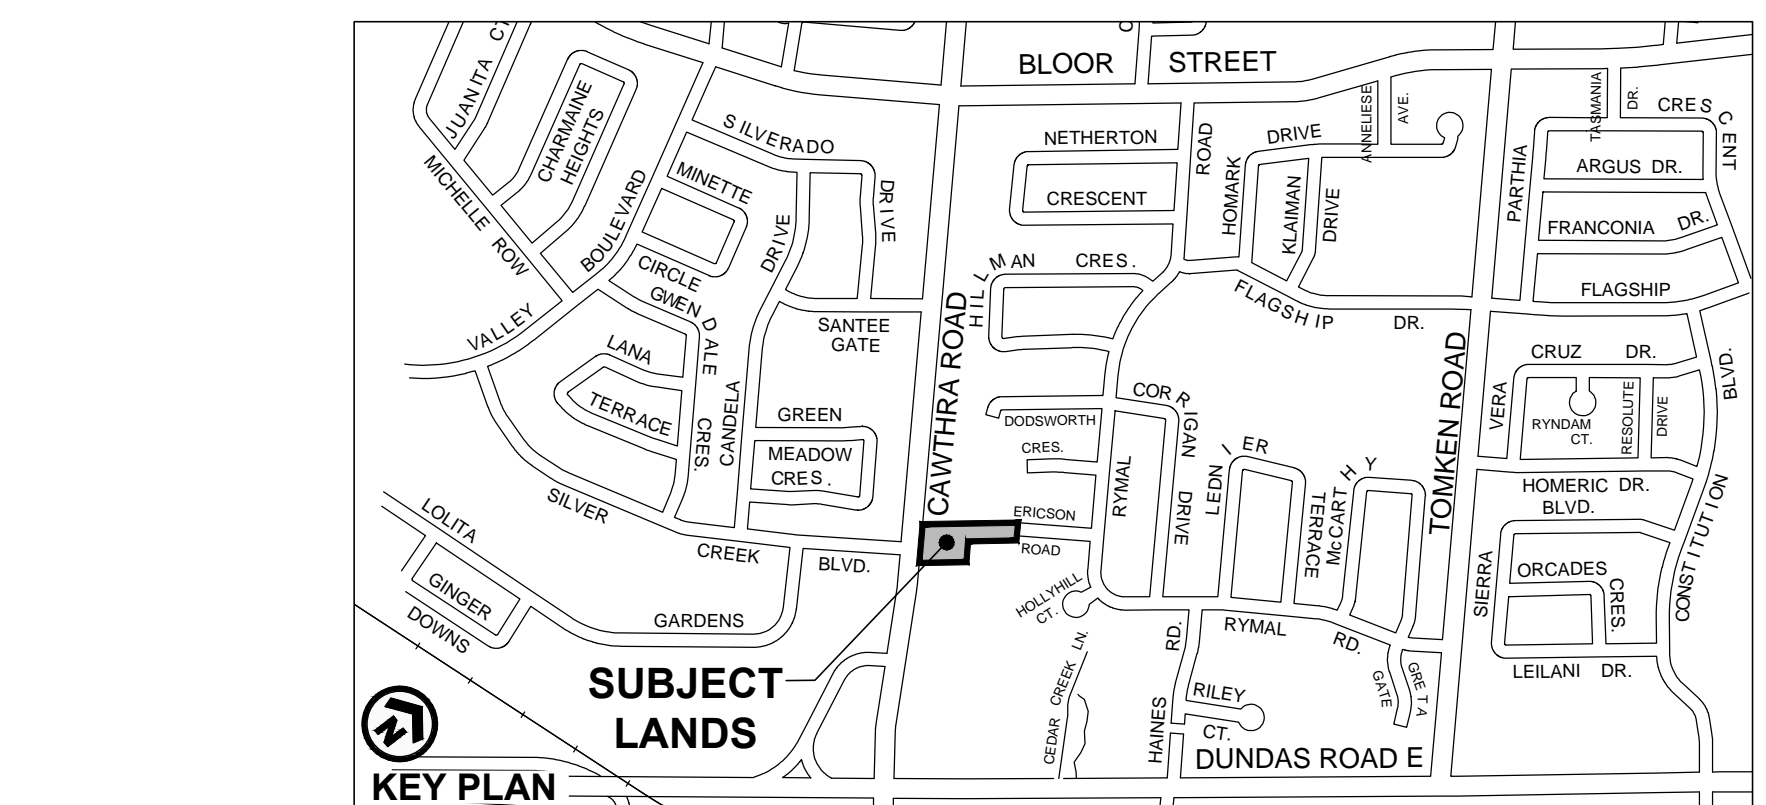 BLOOR STREET
JUANITA CT
CHARMAINE
HEIGHTS
MICHELLE ROW
VALLEY
BOULEVARD
SILVERADO
DRIVE
MINETTE
CIRCLE
GWENDALE
CRES.
DRIVE
CANDELA
SANTEE
GATE
LANA
TERRACE
GREEN
MEADOW
CRES.
SILVER
CREEK
BLVD.
LOLITA
GARDENS
GINGER
DOWNS
CAWTHRA ROAD
NETHERTON
CRESCENT
ROAD
HOMARK
DRIVE
KLAIMAN
DRIVE
ANNELIESE
AVE.
HILLMAN CRES.
FLAGSHIP DR.
TOMKEN ROAD
DODSWORTH
CRES.
CORRIGAN
DRIVE
RYMAL
LEDNIER
TERRACE
McCARTHY
ERICSON
ROAD
HOLLYHILL
CT.
RYMAL RD.
CEDAR CREEK LN.
HAINES
RD.
RILEY
CT.
GRETA
GATE
DUNDAS ROAD E
TASMANIA
DR.
CRESCENT
PARTHIA
ARGUS DR.
FRANCONIA DR.
FLAGSHIP
CRUZ DR.
BLVD.
VERA
RYNDAM
CT.
RESOLUTE
DRIVE
HOMERIC DR.
BLVD.
CONSTITUTION
SIERRA
ORCADES
CRES.
LEILANI DR.
SUBJECT
LANDS
N
KEY PLAN